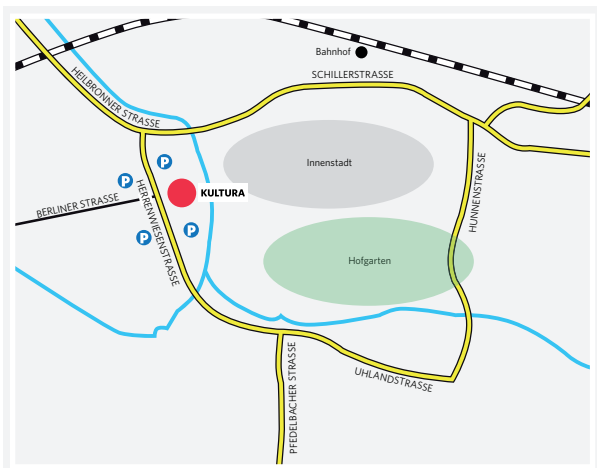 Bahnhof
SCHILLERSTRASSE
HEILBRONNER STRASSE
Innenstadt
HUNNENSTRASSE
P
P
KULTURA
BERLINER STRASSE
HERRENWIESENSTRASSE
P
P
Hofgarten
PFEDELBACHER STRASSE
UHLANDSTRASSE